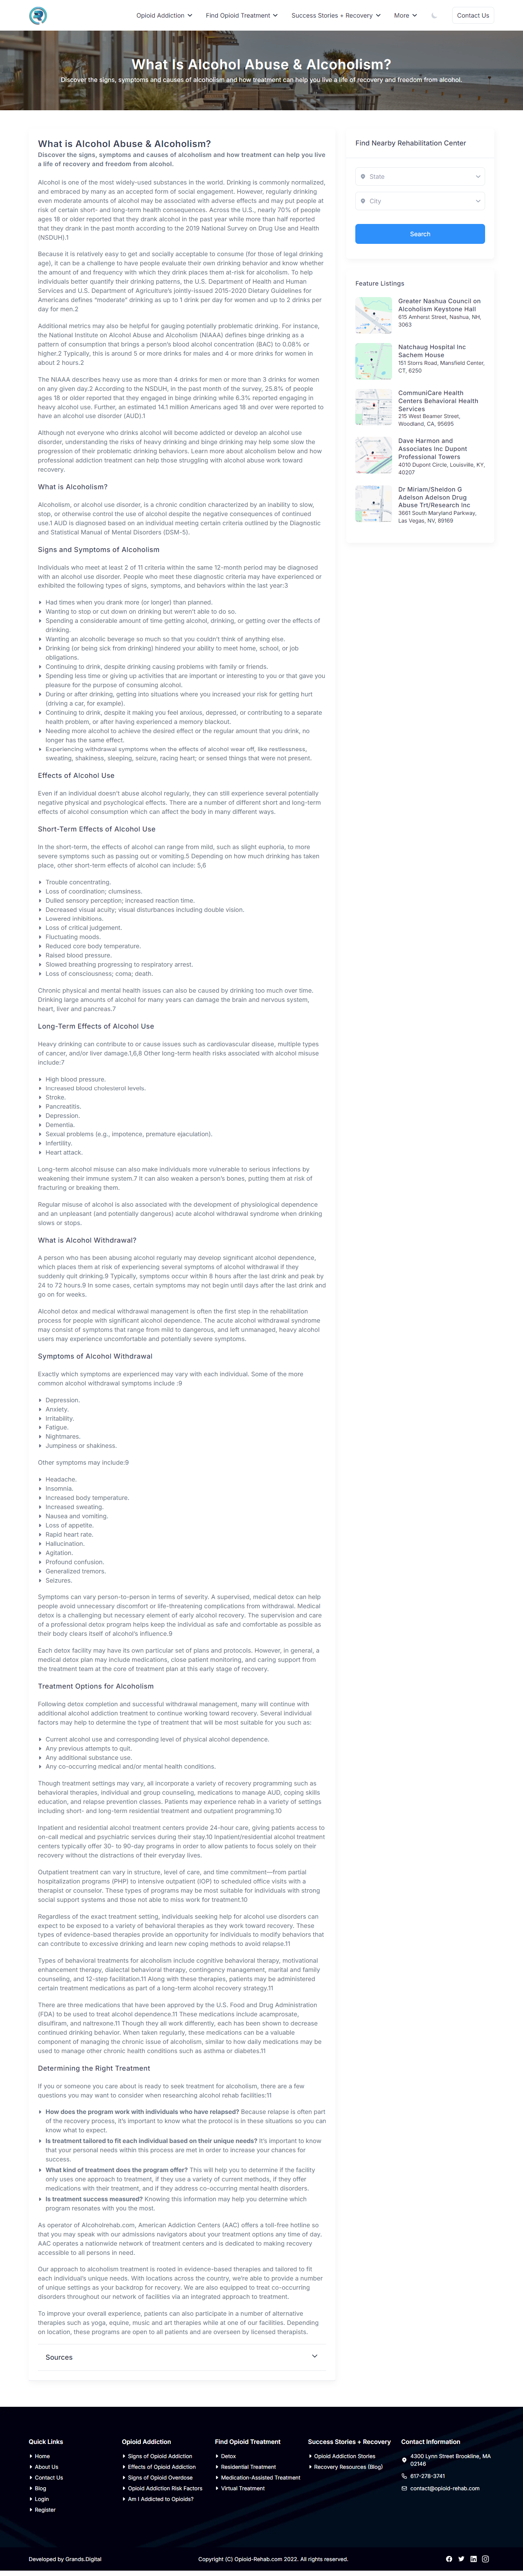 Opioid Addiction
Find Opioid Treatment
Success Stories + Recovery
More
Contact Us
What Is Alcohol Abuse & Alcoholism?
Discover the signs, symptoms and causes of alcoholism and how treatment can help you live a life of recovery and freedom from alcohol.
What is Alcohol Abuse & Alcoholism?
Discover the signs, symptoms and causes of alcoholism and how treatment can help you live
a life of recovery and freedom from alcohol.
Alcohol is one of the most widely-used substances in the world. Drinking is commonly normalized,
and embraced by many as an accepted form of social engagement. However, regularly drinking
even moderate amounts of alcohol may be associated with adverse effects and may put people at
risk of certain short- and long-term health consequences. Across the U.S., nearly 70% of people
ages 18 or older reported that they drank alcohol in the past year while more than half reported
that they drank in the past month according to the 2018 National Survey on Drug Use and Health
(NSDUH).1
Because it is relatively easy to get and socially acceptable to consume (for those of legal drinking
age), it can be a challenge to have people evaluate their own drinking behavior and know whether
the amount of and frequency with which they drink places them at-risk for alcoholism. To help
individuals better quantify their drinking patterns, the U.S. Department of Health and Human
Services and U.S. Department of Agriculture's jointly-issued 2015-2020 Dietary Guidelines for
Americans defines "moderate" drinking as up to 1 drink per day for women and up to 2 drinks per
day for men.2
Additional metrics may also be helpful for gauging potentially problematic drinking. For instance,
the National Institute on Alcohol Abuse and Alcoholism (NIAAA) defines binge drinking as a
pattern of consumption that brings a person's blood alcohol concentration (BAC) to 0.08% or
higher.2 Typically, this is around 5 or more drinks for males and 4 or more drinks for women in
about 2 hours.2
The NIAAA describes heavy use as more than 4 drinks for men or more than 3 drinks for women
on any given day.2 According to the NSDUH, in the past month of the survey, 25.8% of people
ages 18 or older reported that they engaged in binge drinking while 6.3% reported engaging in
heavy alcohol use. Further, an estimated 14.1 million Americans aged 18 and over were reported to
have an alcohol use disorder (AUD).1
Although not everyone who drinks alcohol will become addicted or develop an alcohol use
disorder, understanding the risks of heavy drinking and binge drinking may help some slow the
progression of their problematic drinking behaviors. Learn more about alcoholism below and how
professional addiction treatment can help those struggling with alcohol abuse work toward
recovery.
What is Alcoholism?
Alcoholism, or alcohol use disorder, is a chronic condition characterized by an inability to slow,
stop, or otherwise control the use of alcohol despite the negative consequences of continued
use.1 AUD is diagnosed based on an individual meeting certain criteria outlined by the Diagnostic
and Statistical Manual of Mental Disorders (DSM-5).
Signs and Symptoms of Alcoholism
Individuals who meet at least 2 of 11 criteria within the same 12-month period may be diagnosed
with an alcohol use disorder. People who meet these diagnostic criteria may have experienced or
exhibited the following types of signs, symptoms, and behaviors within the last year:3
Had times when you drank more (or longer) than planned.
Wanting to stop or cut down on drinking but weren't able to do so.
Spending a considerable amount of time getting alcohol, drinking, or getting over the effects of
drinking.
Wanting an alcoholic beverage so much so that you couldn't think of anything else.
Drinking (or being sick from drinking) hindered your ability to meet home, school, or job
obligations.
Continuing to drink, despite drinking causing problems with family or friends.
Spending less time or giving up activities that are important or interesting to you or that gave you
pleasure for the purpose of consuming alcohol.
During or after drinking, getting into situations where you increased your risk for getting hurt
(driving a car, for example).
Continuing to drink, despite it making you feel anxious, depressed, or contributing to a separate
health problem, or after having experienced a memory blackout.
Needing more alcohol to achieve the desired effect or the regular amount that you drink, no
longer has the same effect.
Experiencing withdrawal symptoms when the effects of alcohol wear off, like restlessness,
sweating, shakiness, sleeping, seizure, racing heart; or sensed things that were not present.
Effects of Alcohol Use
Even if an individual doesn't abuse alcohol regularly, they can still experience several potentially
negative physical and psychological effects. There are a number of different short and long-term
effects of alcohol consumption which can affect the body in many different ways.
Short-Term Effects of Alcohol Use
In the short-term, the effects of alcohol can range from mild, such as slight euphoria, to more
severe symptoms such as passing out or vomiting.5 Depending on how much drinking has taken
place, other short-term effects of alcohol can include: 5,6
Trouble concentrating.
Loss of coordination; clumsiness.
Dulled sensory perception; increased reaction time.
Decreased visual acuity; visual disturbances including double vision.
Lowered inhibitions.
Loss of critical judgement.
Fluctuating moods.
Reduced core body temperature.
Raised blood pressure.
Slowed breathing progressing to respiratory arrest.
Loss of consciousness; coma; death.
Chronic physical and mental health issues can also be caused by drinking too much over time.
Drinking large amounts of alcohol for many years can damage the brain and nervous system,
heart, liver and pancreas.7
Long-Term Effects of Alcohol Use
Heavy drinking can contribute to or cause issues such as cardiovascular disease, multiple types
of cancer, and/or liver damage.1,6,8 Other long-term health risks associated with alcohol misuse
include:7
High blood pressure.
Increased blood cholesterol levels.
Stroke.
Pancreatitis.
Depression.
Dementia.
Sexual problems (e.g., impotence, premature ejaculation).
Infertility.
Heart attack.
Long-term alcohol misuse can also make individuals more vulnerable to serious infections by
weakening their immune system.7 It can also weaken a person's bones, putting them at risk of
fracturing or breaking them.
Regular misuse of alcohol is also associated with the development of physiological dependence
and an unpleasant (and potentially dangerous) acute alcohol withdrawal syndrome when drinking
slows or stops.
What is Alcohol Withdrawal?
A person who has been abusing alcohol regularly may develop significant alcohol dependence,
which places them at risk of experiencing several symptoms of alcohol withdrawal if they
suddenly quit drinking.9 Typically, symptoms occur within 8 hours after the last drink and peak by
24 to 72 hours.9 In some cases, certain symptoms may not begin until days after the last drink and
go on for weeks.
Alcohol detox and medical withdrawal management is often the first step in the rehabilitation
process for people with significant alcohol dependence. The acute alcohol withdrawal syndrome
may consist of symptoms that range from mild to dangerous, and left unmanaged, heavy alcohol
users may experience uncomfortable and potentially severe symptoms.
Symptoms of Alcohol Withdrawal
Exactly which symptoms are experienced may vary with each individual. Some of the more
common alcohol withdrawal symptoms include :9
Depression.
Anxiety.
Irritability.
Fatigue.
Nightmares.
Jumpiness or shakiness.
Other symptoms may include:9
Headache.
Insomnia.
Increased body temperature.
Increased sweating.
Nausea and vomiting.
Loss of appetite.
Rapid heart rate.
Hallucination.
Agitation.
Profound confusion.
Generalized tremors.
Seizures.
Symptoms can vary person-to-person in terms of severity. A supervised, medical detox can help
people avoid unnecessary discomfort or life-threatening complications from withdrawal. Medical
detox is a challenging but necessary element of early alcohol recovery. The supervision and care
of a professional detox program helps keep the individual as safe and comfortable as possible as
their body clears itself of alcohol's influence.9
Each detox facility may have its own particular set of plans and protocols. However, in general, a
medical detox plan may include medications, close patient monitoring, and caring support from
the treatment team at the core of treatment plan at this early stage of recovery.
Treatment Options for Alcoholism
Following detox completion and successful withdrawal management, many will continue with
additional alcohol addiction treatment to continue working toward recovery. Several individual
factors may help to determine the type of treatment that will be most suitable for you such as:
Current alcohol use and corresponding level of physical alcohol dependence.
Any previous attempts to quit.
Any additional substance use.
Any co-occurring medical and/or mental health conditions.
Though treatment settings may vary, all incorporate a variety of recovery programming such as
behavioral therapies, individual and group counseling, medications to manage AUD, coping skills
education, and relapse prevention classes. Patients may experience rehab in a variety of settings
including short- and long-term residential treatment and outpatient programming.10
Inpatient and residential alcohol treatment centers provide 24-hour care, giving patients access to
on-call medical and psychiatric services during their stay.10 Inpatient/residential alcohol treatment
centers typically offer 30- to 90-day programs in order to allow patients to focus solely on their
recovery without the distractions of their everyday lives.
Outpatient treatment can vary in structure, level of care, and time commitment—from partial
hospitalization programs (PHP) to intensive outpatient (IOP) to scheduled office visits with a
therapist or counselor. These types of programs may be most suitable for individuals with strong
social support systems and those not able to miss work for treatment.10
Regardless of the exact treatment setting, individuals seeking help for alcohol use disorders can
expect to be exposed to a variety of behavioral therapies as they work toward recovery. These
types of evidence-based therapies provide an opportunity for individuals to modify behaviors that
can contribute to excessive drinking and learn new coping methods to avoid relapse.11
Types of behavioral treatments for alcoholism include cognitive behavioral therapy, motivational
enhancement therapy, dialectal behavioral therapy, contingency management, marital and family
counseling, and 12-step facilitation.11 Along with these therapies, patients may be administered
certain treatment medications as part of a long-term alcohol recovery strategy.11
There are three medications that have been approved by the U.S. Food and Drug Administration
(FDA) to be used to treat alcohol dependence.11 These medications include acamprosate,
disulfiram, and naltrexone.11 Though they all work differently, each has been shown to decrease
continued drinking behavior. When taken regularly, these medications can be a valuable
component of managing the chronic issue of alcoholism, similar to how daily medications may be
used to manage other chronic health conditions such as asthma or diabetes.11
Determining the Right Treatment
If you or someone you care about is ready to seek treatment for alcoholism, there are a few
questions you may want to consider when researching alcohol rehab facilities:11
How does the program work with individuals who have relapsed? Because relapse is often part
of the recovery process, it's important to know what the protocol is in these situations so you can
know what to expect.
Is treatment tailored to fit each individual based on their unique needs? It's important to know
that your personal needs within this process are met in order to increase your chances for
success.
What kind of treatment does the program offer? This will help you to determine if the facility
only uses one approach to treatment, if they use a variety of current methods, if they offer
medications with their treatment, and if they address co-occurring mental health disorders.
Is treatment success measured? Knowing this information may help you determine which
program resonates with you the most.
As operator of Alcoholrehab.com, American Addiction Centers (AAC) offers a toll-free hotline so
that you may speak with our admissions navigators about your treatment options any time of day.
AAC operates a nationwide network of treatment centers and is dedicated to making recovery
accessible to all persons in need.
Our approach to alcoholism treatment is rooted in evidence-based therapies and tailored to fit
each individual's unique needs. With locations across the country, we're able to provide a number
of unique settings as your backdrop for recovery. We are also equipped to treat co-occurring
disorders throughout our network of facilities via an integrated approach to treatment.
To improve your overall experience, patients can also participate in a number of alternative
therapies such as yoga, equine, music and art therapies while at one of our facilities. Depending
on location, these programs are open to all patients and are overseen by licensed therapists.
Sources
Find Nearby Rehabilitation Center
State
City
Search
Feature Listings
Greater Nashua Council on
Alcoholism Keystone Hall
615 Amherst Street, Nashua, NH,
3063
Natchaug Hospital Inc
Sachem House
151 Storrs Road, Mansfield Center,
CT, 6250
CommuniCare Health
Centers Behavioral Health
Services
215 West Beamer Street,
Woodland, CA, 95695
Dave Harmon and
Associates Inc Dupont
Professional Towers
4010 Dupont Circle, Louisville, KY,
40207
Dr Miriam/Sheldon G
Adelson Adelson Drug
Abuse Trt/Research Inc
3661 South Maryland Parkway,
Las Vegas, NV, 89169
Quick Links
Home
About Us
Contact Us
Blog
Login
Register
Opioid Addiction
Signs of Opioid Addiction
Effects of Opioid Addiction
Signs of Opioid Overdose
Opioid Addiction Risk Factors
Am I Addicted to Opioids?
Find Opioid Treatment
Detox
Residential Treatment
Medication-Assisted Treatment
Virtual Treatment
Success Stories + Recovery
Opioid Addiction Stories
Recovery Resources (Blog)
Contact Information
4300 Lynn Street Brookline, MA
02146
617-278-3741
contact@opioid-rehab.com
Developed by Grands.Digital
Copyright (C) Opioid-Rehab.com 2022. All rights reserved.